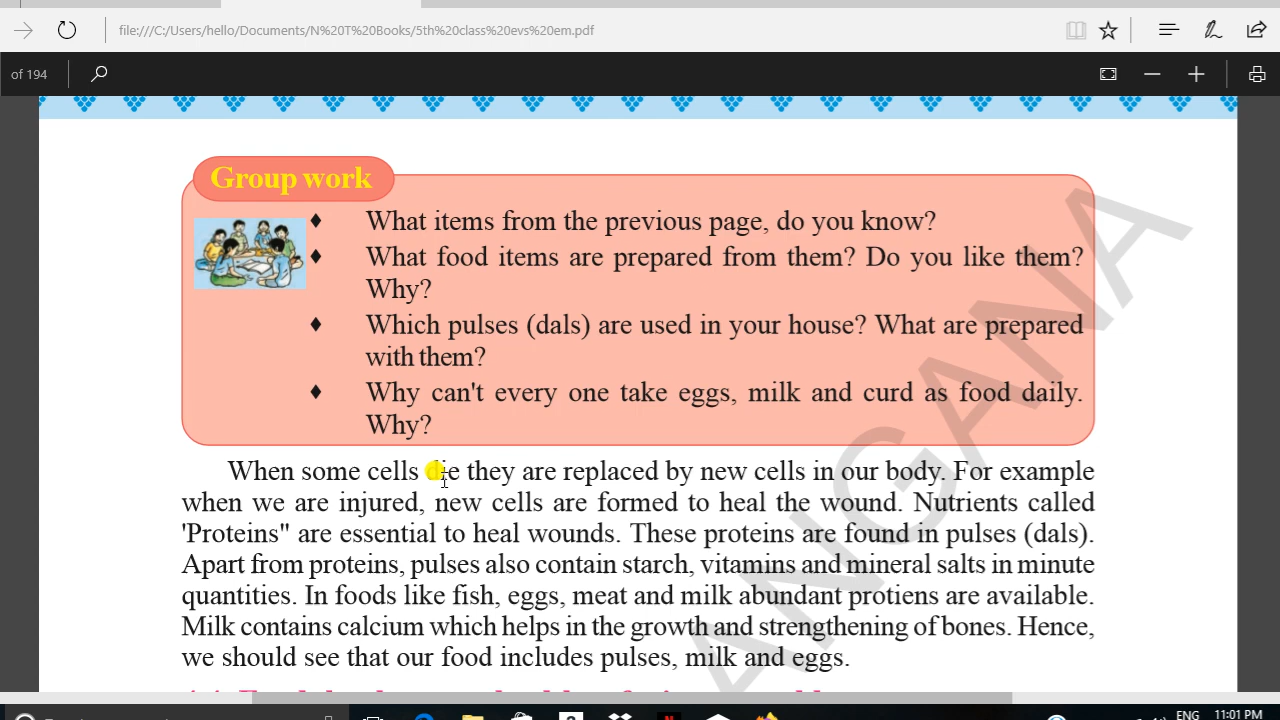 file:///C:/Users/hello/Documents/N%20T%20Books/5th%20class%20evs%20em.pdf
of 194
Group work
♦ What items from the previous page, do you know?
♦ What food items are prepared from them? Do you like them?
Why?
♦ Which pulses (dals) are used in your house? What are prepared
with them?
♦ Why can't every one take eggs, milk and curd as food daily.
Why?
When some cells die they are replaced by new cells in our body. For example
when we are injured, new cells are formed to heal the wound. Nutrients called
'Proteins" are essential to heal wounds. These proteins are found in pulses (dals).
Apart from proteins, pulses also contain starch, vitamins and mineral salts in minute
quantities. In foods like fish, eggs, meat and milk abundant protiens are available.
Milk contains calcium which helps in the growth and strengthening of bones. Hence,
we should see that our food includes pulses, milk and eggs.
ANGANA
ENG
11:01 PM